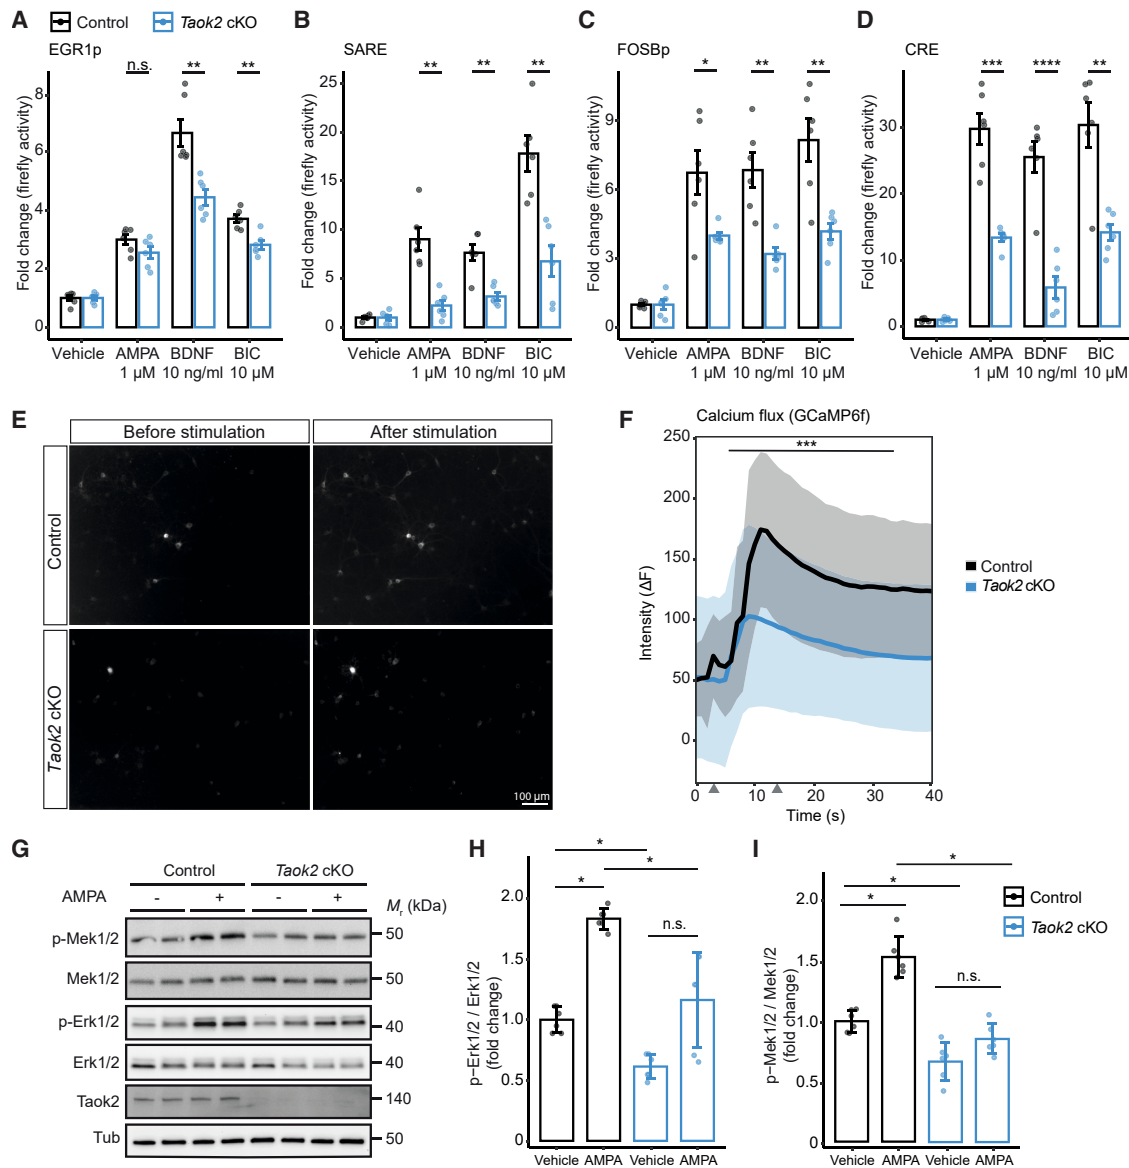 A
Control
Taok2 cKO
EGR1p
Fold change (firefly activity)
8
6
4
2
0
n.s.
**
**
Vehicle AMPA BDNF BIC
1 µM 10 ng/ml 10 µM
B
SARE
Fold change (firefly activity)
25
20
15
10
5
0
**
**
**
Vehicle AMPA BDNF BIC
1 µM 10 ng/ml 10 µM
C
FOSBp
Fold change (firefly activity)
9
6
3
0
*
**
**
Vehicle AMPA BDNF BIC
1 µM 10 ng/ml 10 µM
D
CRE
Fold change (firefly activity)
30
20
10
0
***
****
**
Vehicle AMPA BDNF BIC
1 µM 10 ng/ml 10 µM
E
Before stimulation
After stimulation
Control
Taok2 cKO
100 µm
F
Calcium flux (GCaMP6f)
Intensity (ΔF)
250
200
150
100
50
0
***
0 10 20 30 40
Time (s)
Control
Taok2 cKO
G
Control
Taok2 cKO
AMPA - + - +
Mr (kDa)
p-Mek1/2 50
Mek1/2 50
p-Erk1/2 40
Erk1/2 40
Taok2 140
Tub 50
H
p−Erk1/2 / Erk1/2
(fold change)
2.0
1.5
1.0
0.5
0
*
*
*
n.s.
Vehicle AMPA Vehicle AMPA
I
p−Mek1/2 / Mek1/2
(fold change)
2.0
1.5
1.0
0.5
0
*
*
*
n.s.
Vehicle AMPA Vehicle AMPA
Control
Taok2 cKO